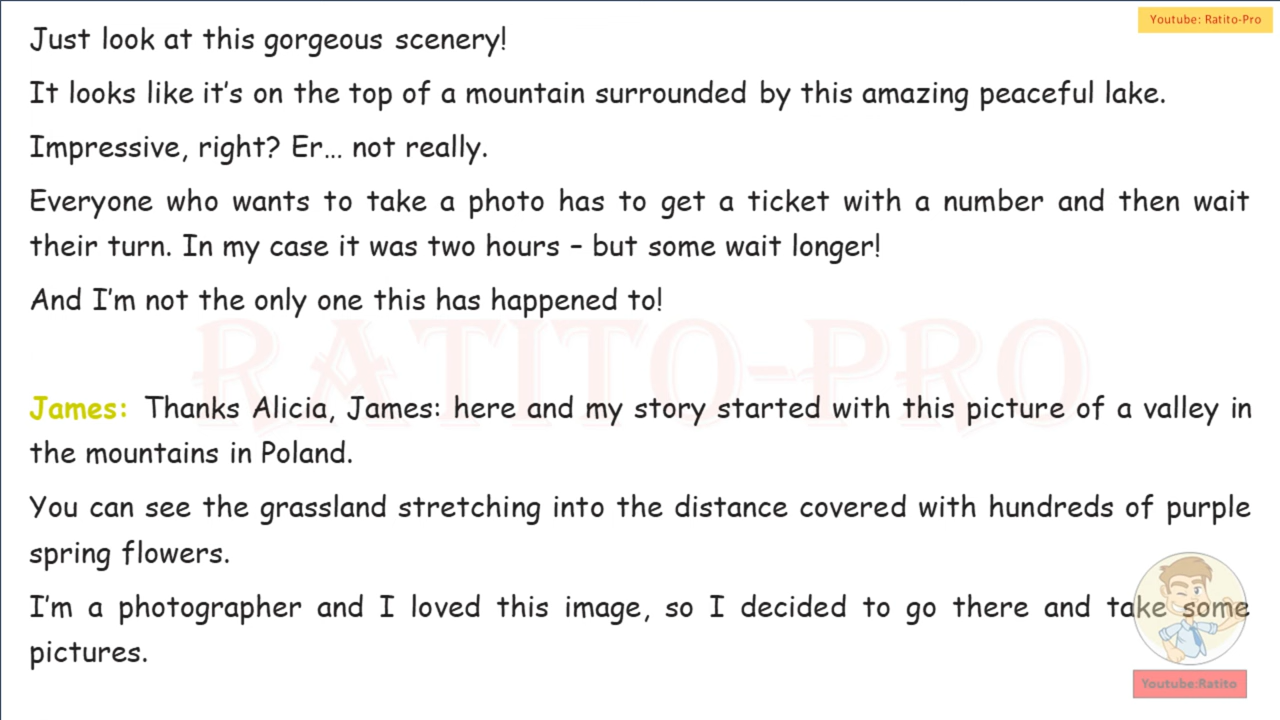 Youtube: Ratito-Pro
Just look at this gorgeous scenery!
It looks like it's on the top of a mountain surrounded by this amazing peaceful lake.
Impressive, right? Er... not really.
Everyone who wants to take a photo has to get a ticket with a number and then wait
their turn. In my case it was two hours – but some wait longer!
And I'm not the only one this has happened to!
RATITO-PRO
James: Thanks Alicia, James: here and my story started with this picture of a valley in
the mountains in Poland.
You can see the grassland stretching into the distance covered with hundreds of purple
spring flowers.
I'm a photographer and I loved this image, so I decided to go there and take some
pictures.
Youtube:Ratito